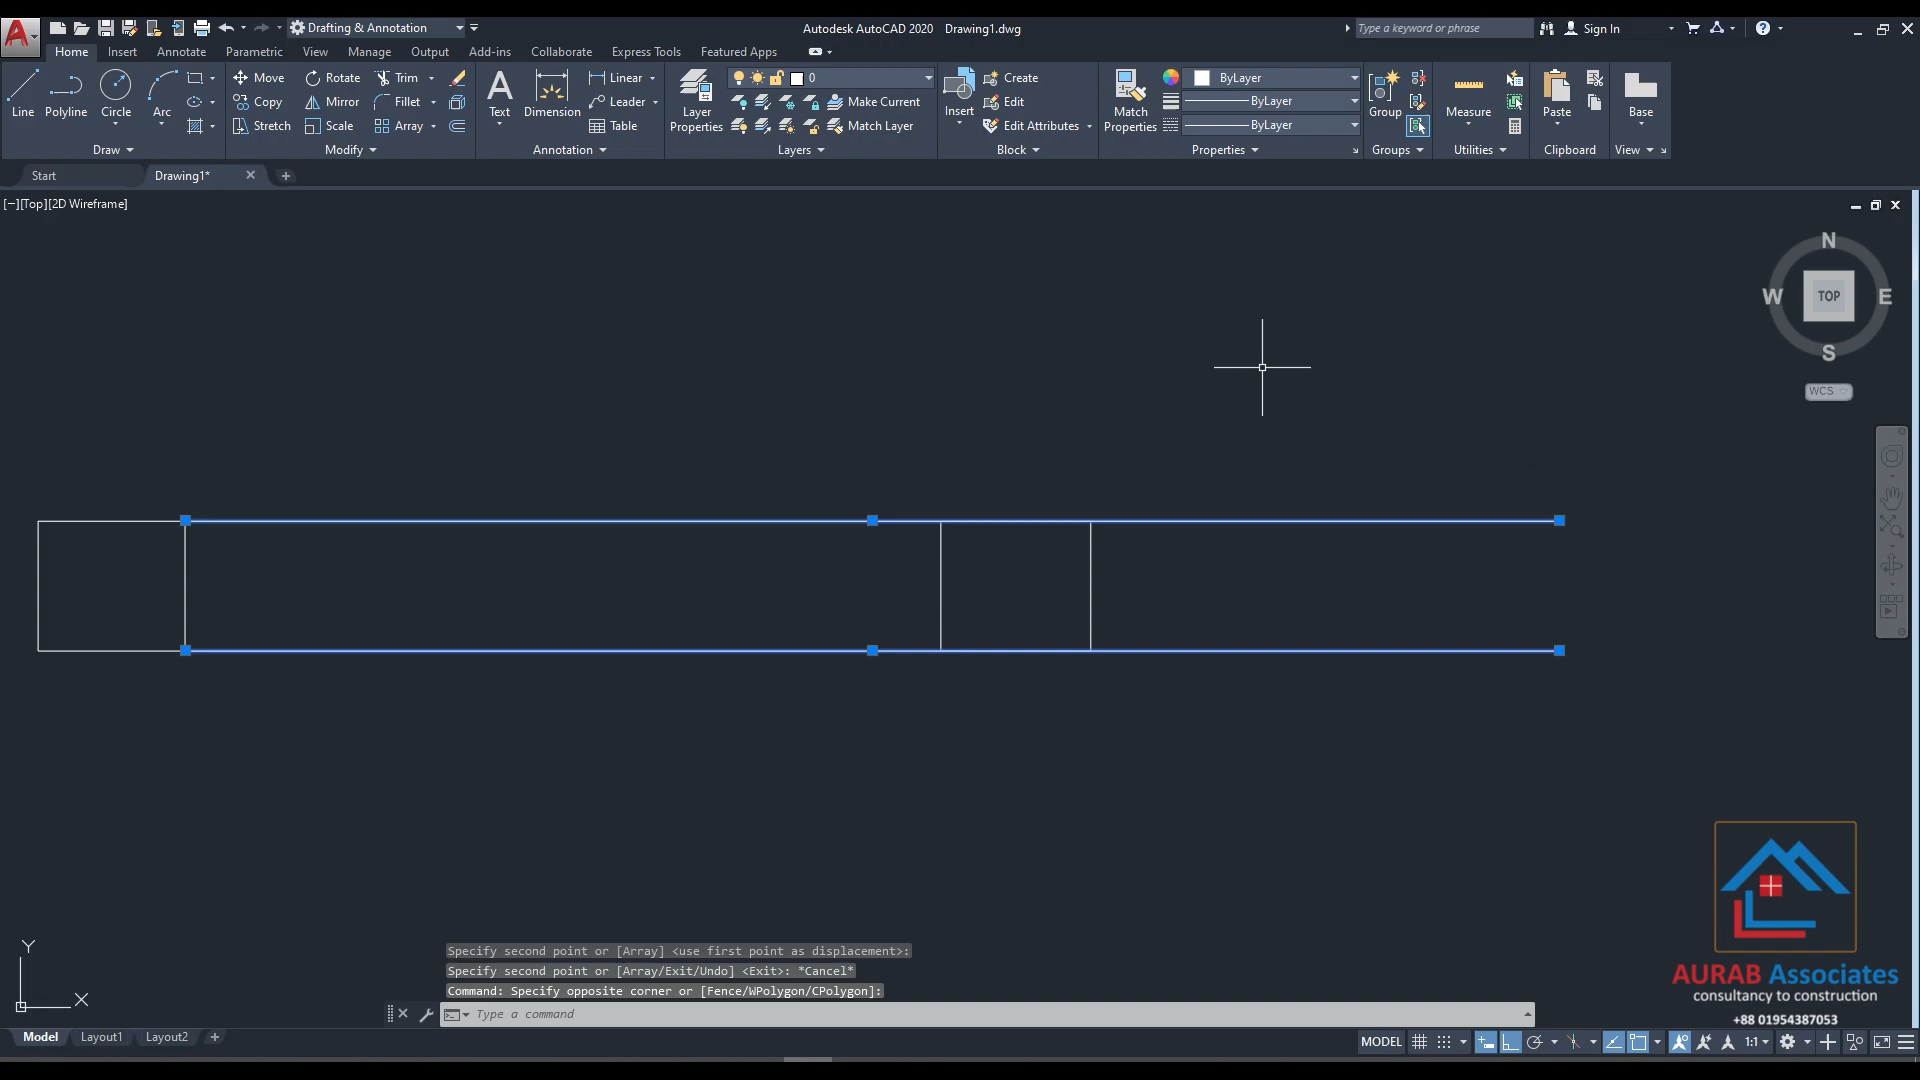 Drafting & Annotation
Autodesk AutoCAD 2020 Drawing1.dwg
Type a keyword or phrase
Sign In
Home Insert Annotate Parametric View Manage Output Add-ins Collaborate Express Tools Featured Apps
Line Polyline Circle Arc
Move Rotate Trim
Copy Mirror Fillet
Stretch Scale Array
Text Dimension
Linear
Leader
Table
Layer Properties
0
Make Current
Match Layer
Insert
Create
Edit
Edit Attributes
Match Properties
ByLayer
ByLayer
ByLayer
Group
Measure
Paste
Base
Draw Modify Annotation Layers Block Properties Groups Utilities Clipboard View
Start Drawing1*
[−][Top][2D Wireframe]
N
W TOP E
S
WCS
Y
X
Specify second point or [Array] <use first point as displacement>:
Specify second point or [Array/Exit/Undo] <Exit>: *Cancel*
Command: Specify opposite corner or [Fence/WPolygon/CPolygon]:
Type a command
AURAB Associates
consultancy to construction
+88 01954387053
Model Layout1 Layout2
MODEL 1:1